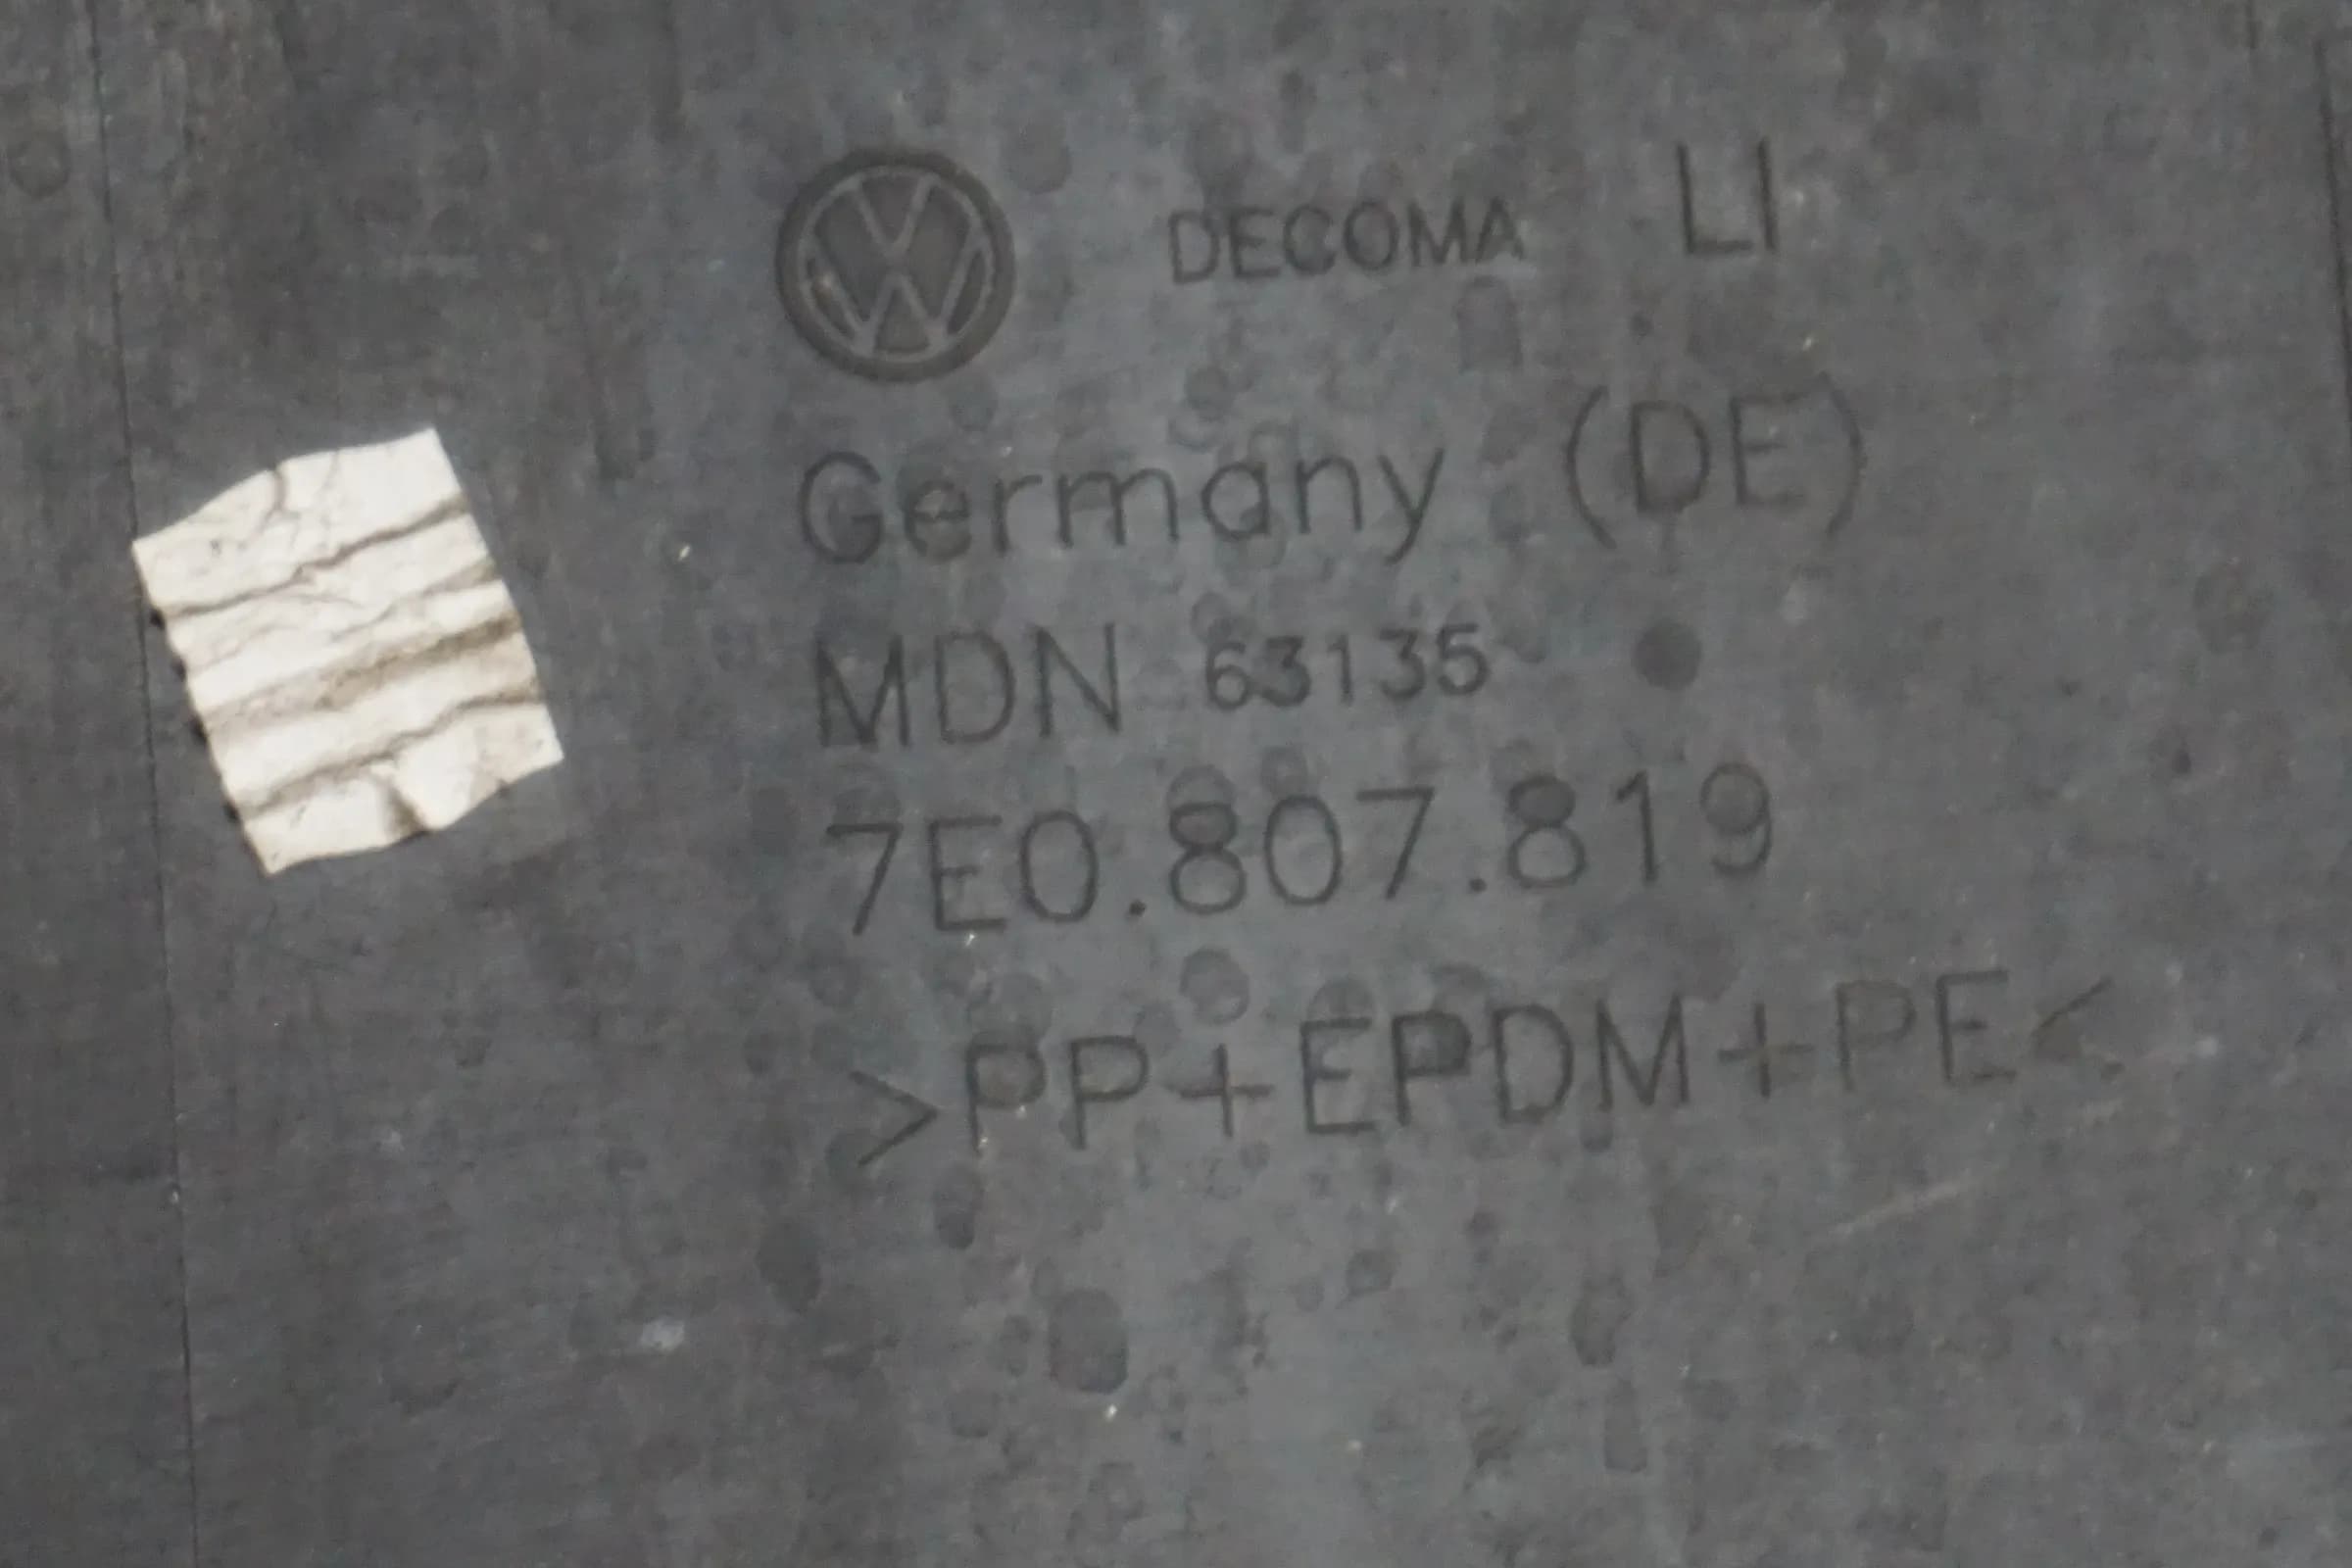 DECOMA LI
Germany (DE)
MDN 63135
7E0.807.819
>PP+EPDM+PE<